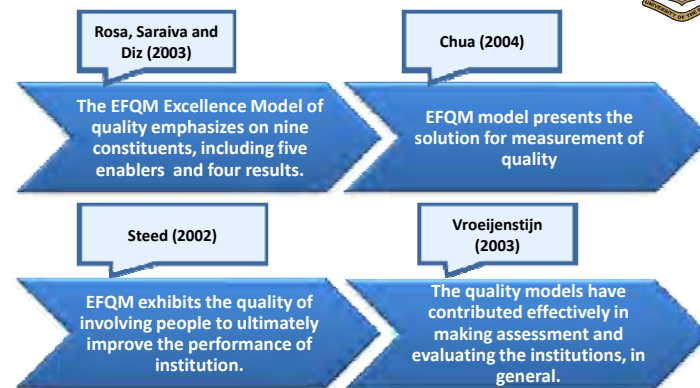 Rosa, Saraiva and
Diz (2003)
The EFQM Excellence Model of
quality emphasizes on nine
constituents, including five
enablers and four results.
Chua (2004)
EFQM model presents the
solution for measurement of
quality
Steed (2002)
EFQM exhibits the quality of
involving people to ultimately
improve the performance of
institution.
Vroeijenstijn
(2003)
The quality models have
contributed effectively in
making assessment and
evaluating the institutions, in
general.